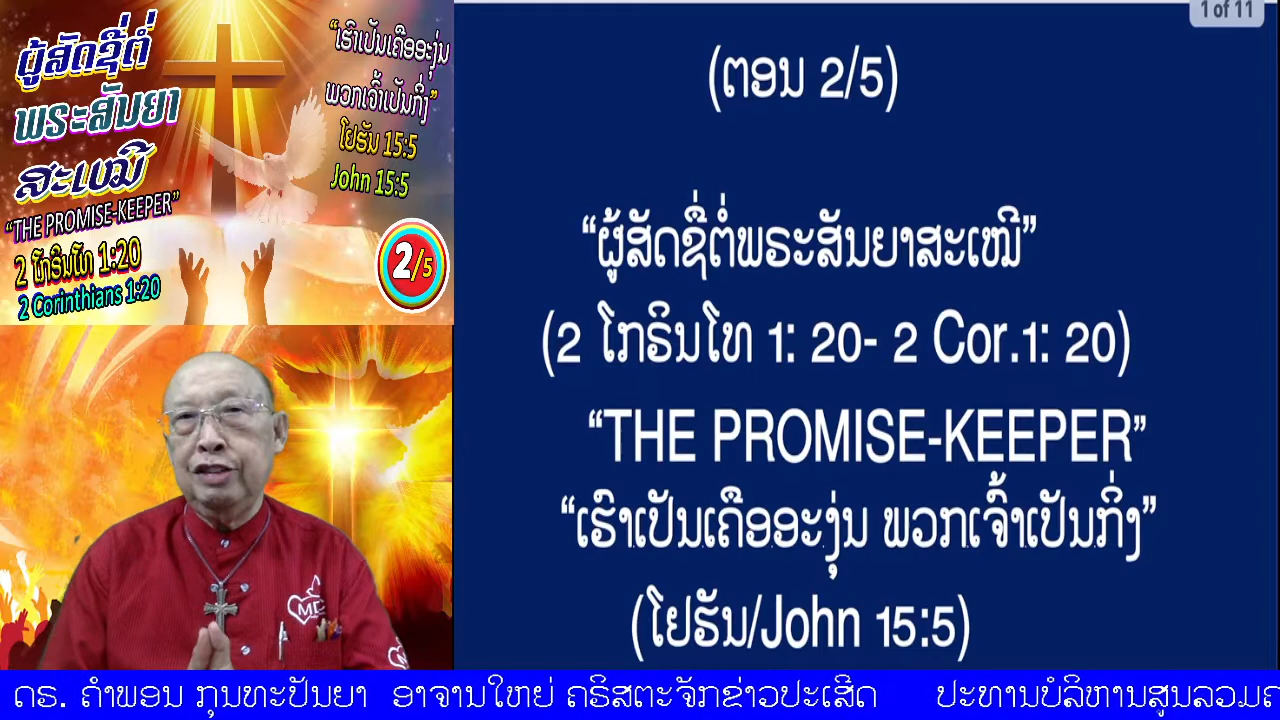 ຜູ້ສັດຊື່ຕໍ່
ພຣະສັນຍາ
ສະເໝີ
“THE PROMISE-KEEPER”
2 ໂກຣິນໂທ 1:20
2 Corinthians 1:20
“ເຮົາເປັນເຄືອອະງຸ່ນ
ພວກເຈົ້າເປັນກິ່ງ”
ໂຢຮັນ 15:5
John 15:5
2/5
1 of 11
(ຕອນ 2/5)
“ຜູ້ສັດຊື່ຕໍ່ພຣະສັນຍາສະເໝີ”
(2 ໂກຣິນໂທ 1: 20- 2 Cor.1: 20)
“THE PROMISE-KEEPER”
“ເຮົາເປັນເຄືອອະງຸ່ນ ພວກເຈົ້າເປັນກິ່ງ”
(ໂຢຮັນ/John 15:5)
ດຣ. ຄຳພອນ ກຸນທະປັນຍາ ອາຈານໃຫຍ່ ຄຣິສຕະຈັກຂ່າວປະເສີດ ປະທານບໍລິຫານສູນລວມ